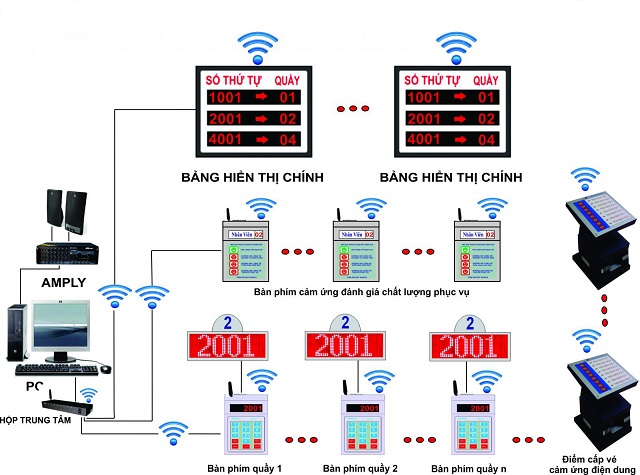 SỐ THỨ TỰ QUẦY
1001 ➡ 01
2001 ➡ 02
4001 ➡ 04
SỐ THỨ TỰ QUẦY
1001 ➡ 01
2001 ➡ 02
4001 ➡ 04
BẢNG HIỂN THỊ CHÍNH
BẢNG HIỂN THỊ CHÍNH
Nhân Viên 02
Nhân Viên 02
Nhân Viên 02
Bàn phím cảm ứng đánh giá chất lượng phục vụ
AMPLY
PC
HỘP TRUNG TÂM
2
2001
2
2001
2
2001
2001
2001
2001
Bàn phím quầy 1
Bàn phím quầy 2
Bàn phím quầy n
Điểm cấp vé
cảm ứng điện dung